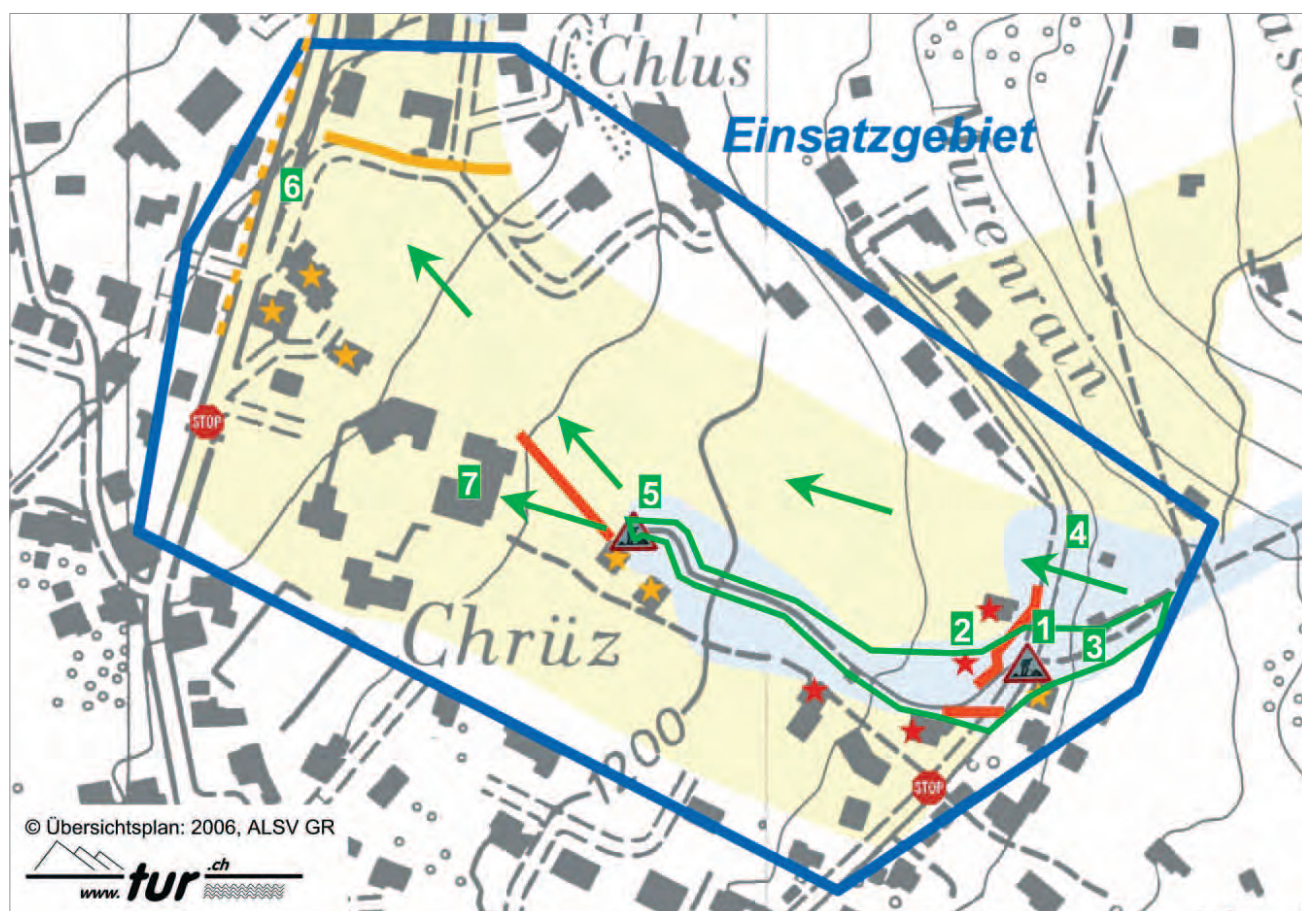 Chlus
Einsatzgebiet
Murenrain
6
STOP
7
5
4
2
1
3
Chrüz
1200
STOP
© Übersichtsplan: 2006, ALSV GR
www.tur.ch